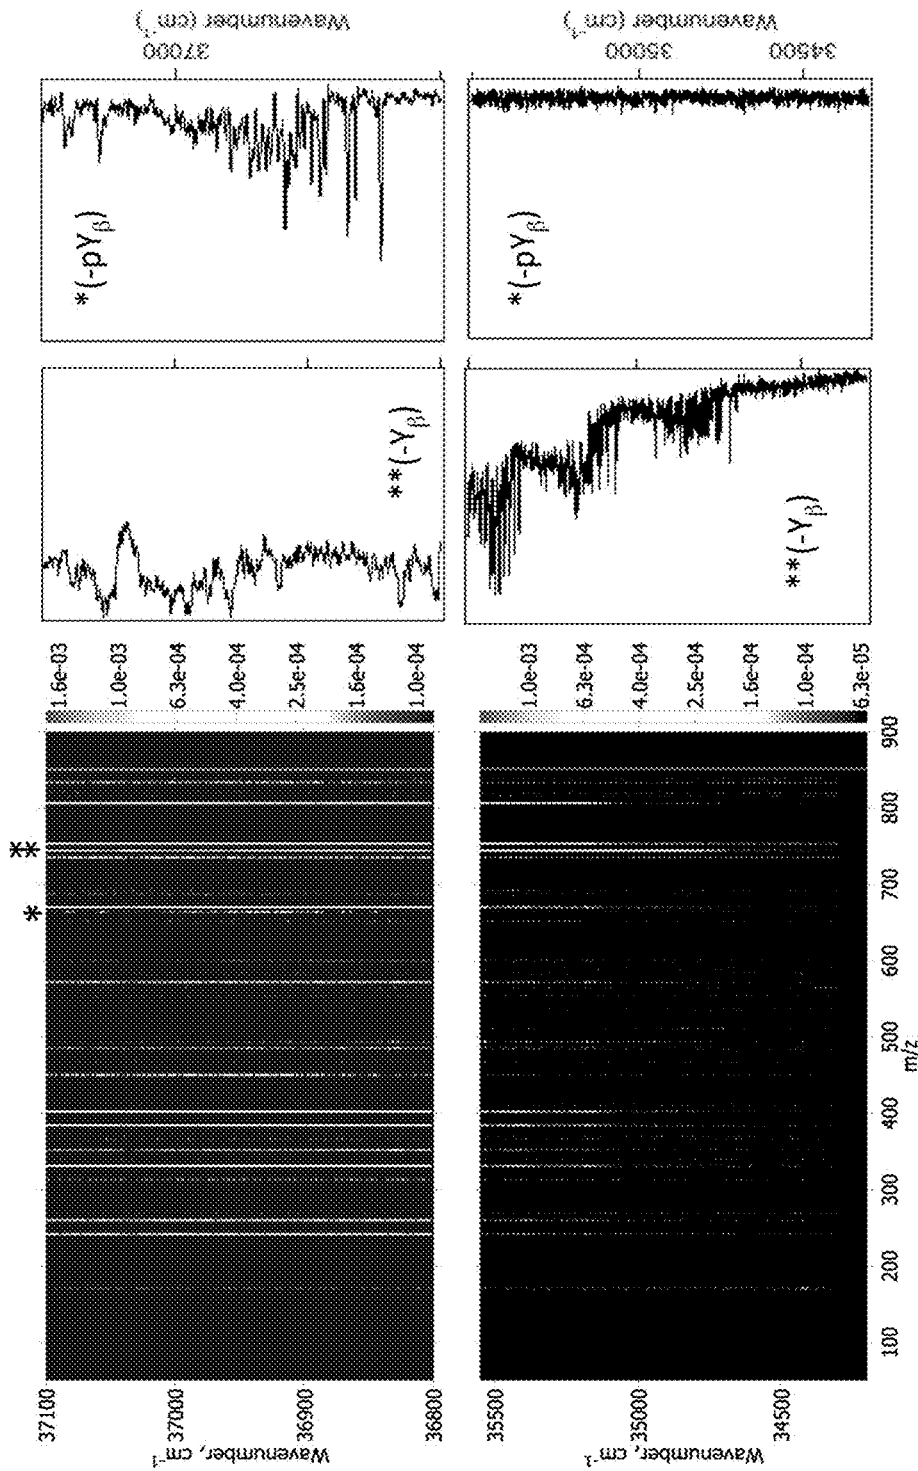 **
*
37100
37000
36900
36800
Wavenumber, cm⁻¹
1.6e-03
1.0e-03
6.3e-04
4.0e-04
2.5e-04
1.6e-04
1.0e-04
**(-Yβ)
*(-pYβ)
37000
Wavenumber (cm⁻¹)
35500
35000
34500
Wavenumber, cm⁻¹
100
200
300
400
500
600
700
800
900
m/z
1.0e-03
6.3e-04
4.0e-04
2.5e-04
1.6e-04
1.0e-04
6.3e-05
**(-Yβ)
*(-pYβ)
35000
34500
Wavenumber (cm⁻¹)